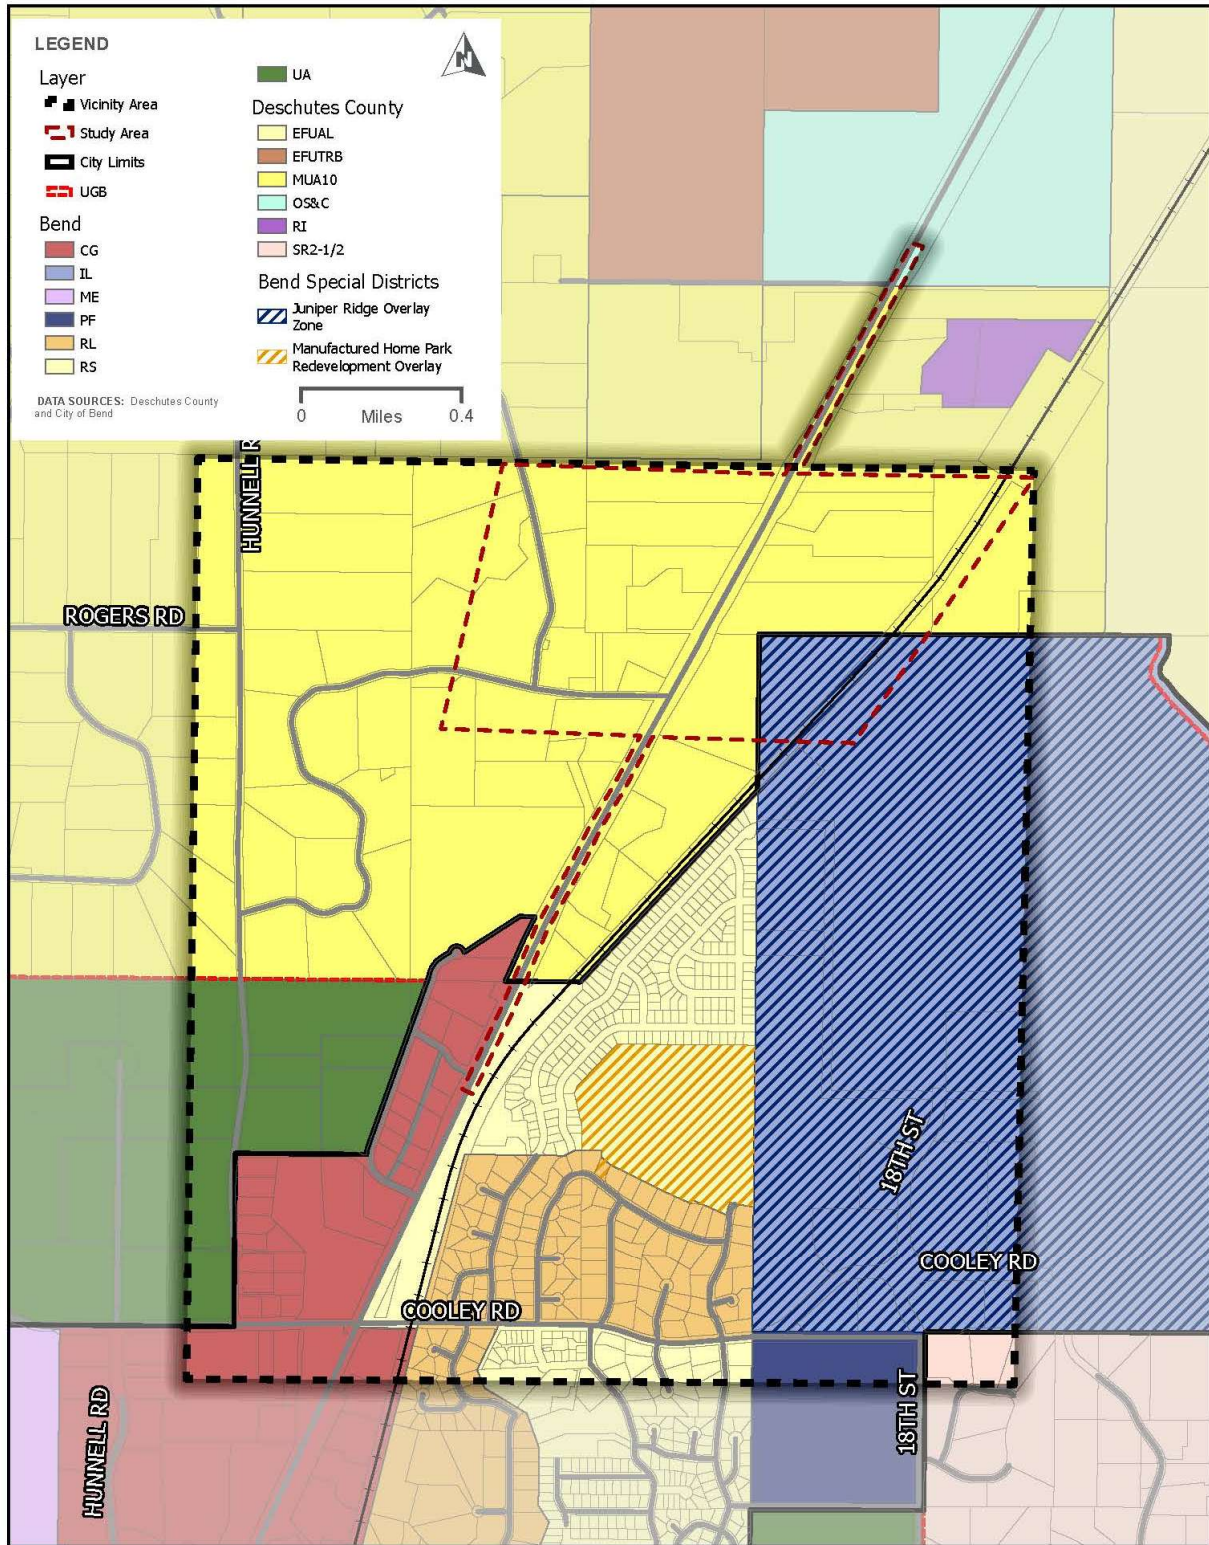 LEGEND
Layer
Vicinity Area
Study Area
City Limits
UGB
Bend
CG
IL
ME
PF
RL
RS
UA
Deschutes County
EFUAL
EFUTRB
MUA10
OS&C
RI
SR2-1/2
Bend Special Districts
Juniper Ridge Overlay
Zone
Manufactured Home Park
Redevelopment Overlay
DATA SOURCES: Deschutes County
and City of Bend
0 Miles 0.4
N
HUNNELL R
ROGERS RD
18TH ST
COOLEY RD
COOLEY RD
HUNNELL RD
18TH ST